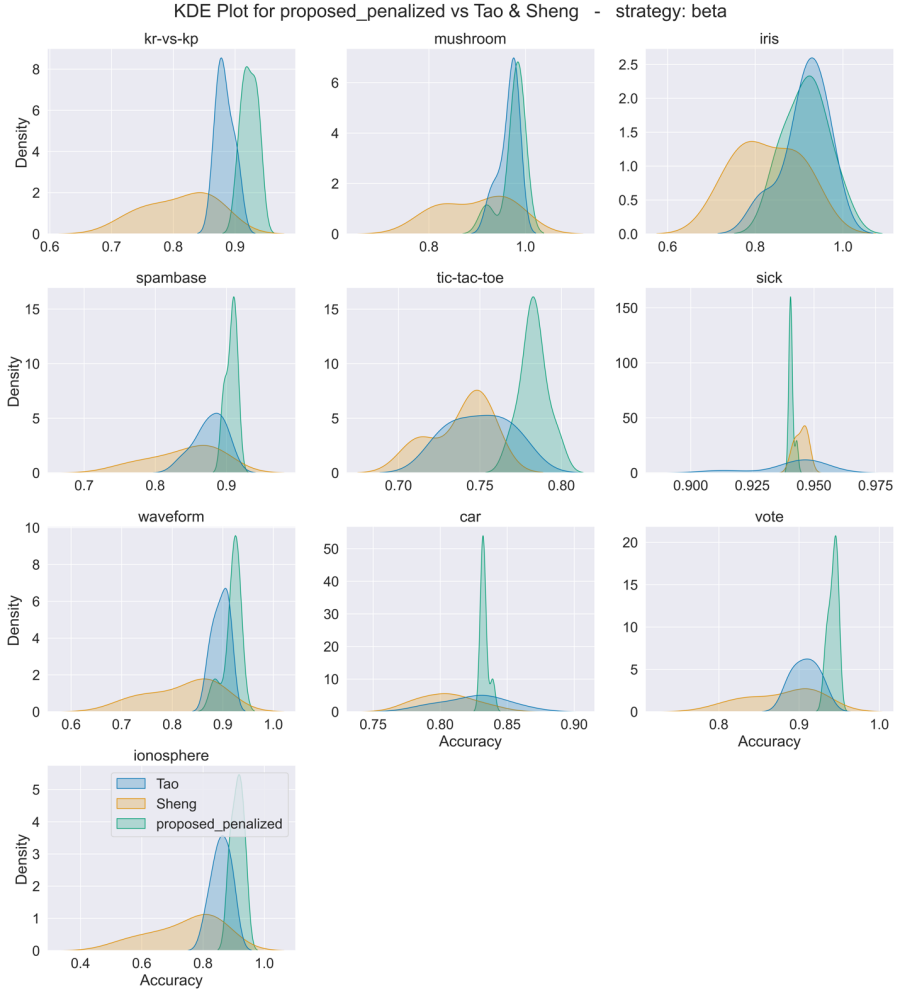 KDE Plot for proposed_penalized vs Tao & Sheng - strategy: beta
kr-vs-kp
mushroom
iris
Density
8
6
4
2
0
0.6 0.7 0.8 0.9
6
4
2
0
0.8 1.0
2.5
2.0
1.5
1.0
0.5
0.0
0.6 0.8 1.0
spambase
tic-tac-toe
sick
Density
15
10
5
0
0.7 0.8 0.9
15
10
5
0
0.70 0.75 0.80
150
100
50
0
0.900 0.925 0.950 0.975
waveform
car
vote
Density
10
8
6
4
2
0
0.6 0.7 0.8 0.9 1.0
50
40
30
20
10
0
0.75 0.80 0.85 0.90
Accuracy
20
15
10
5
0
0.8 0.9 1.0
Accuracy
ionosphere
Density
5
4
3
2
1
0
Tao
Sheng
proposed_penalized
0.4 0.6 0.8 1.0
Accuracy